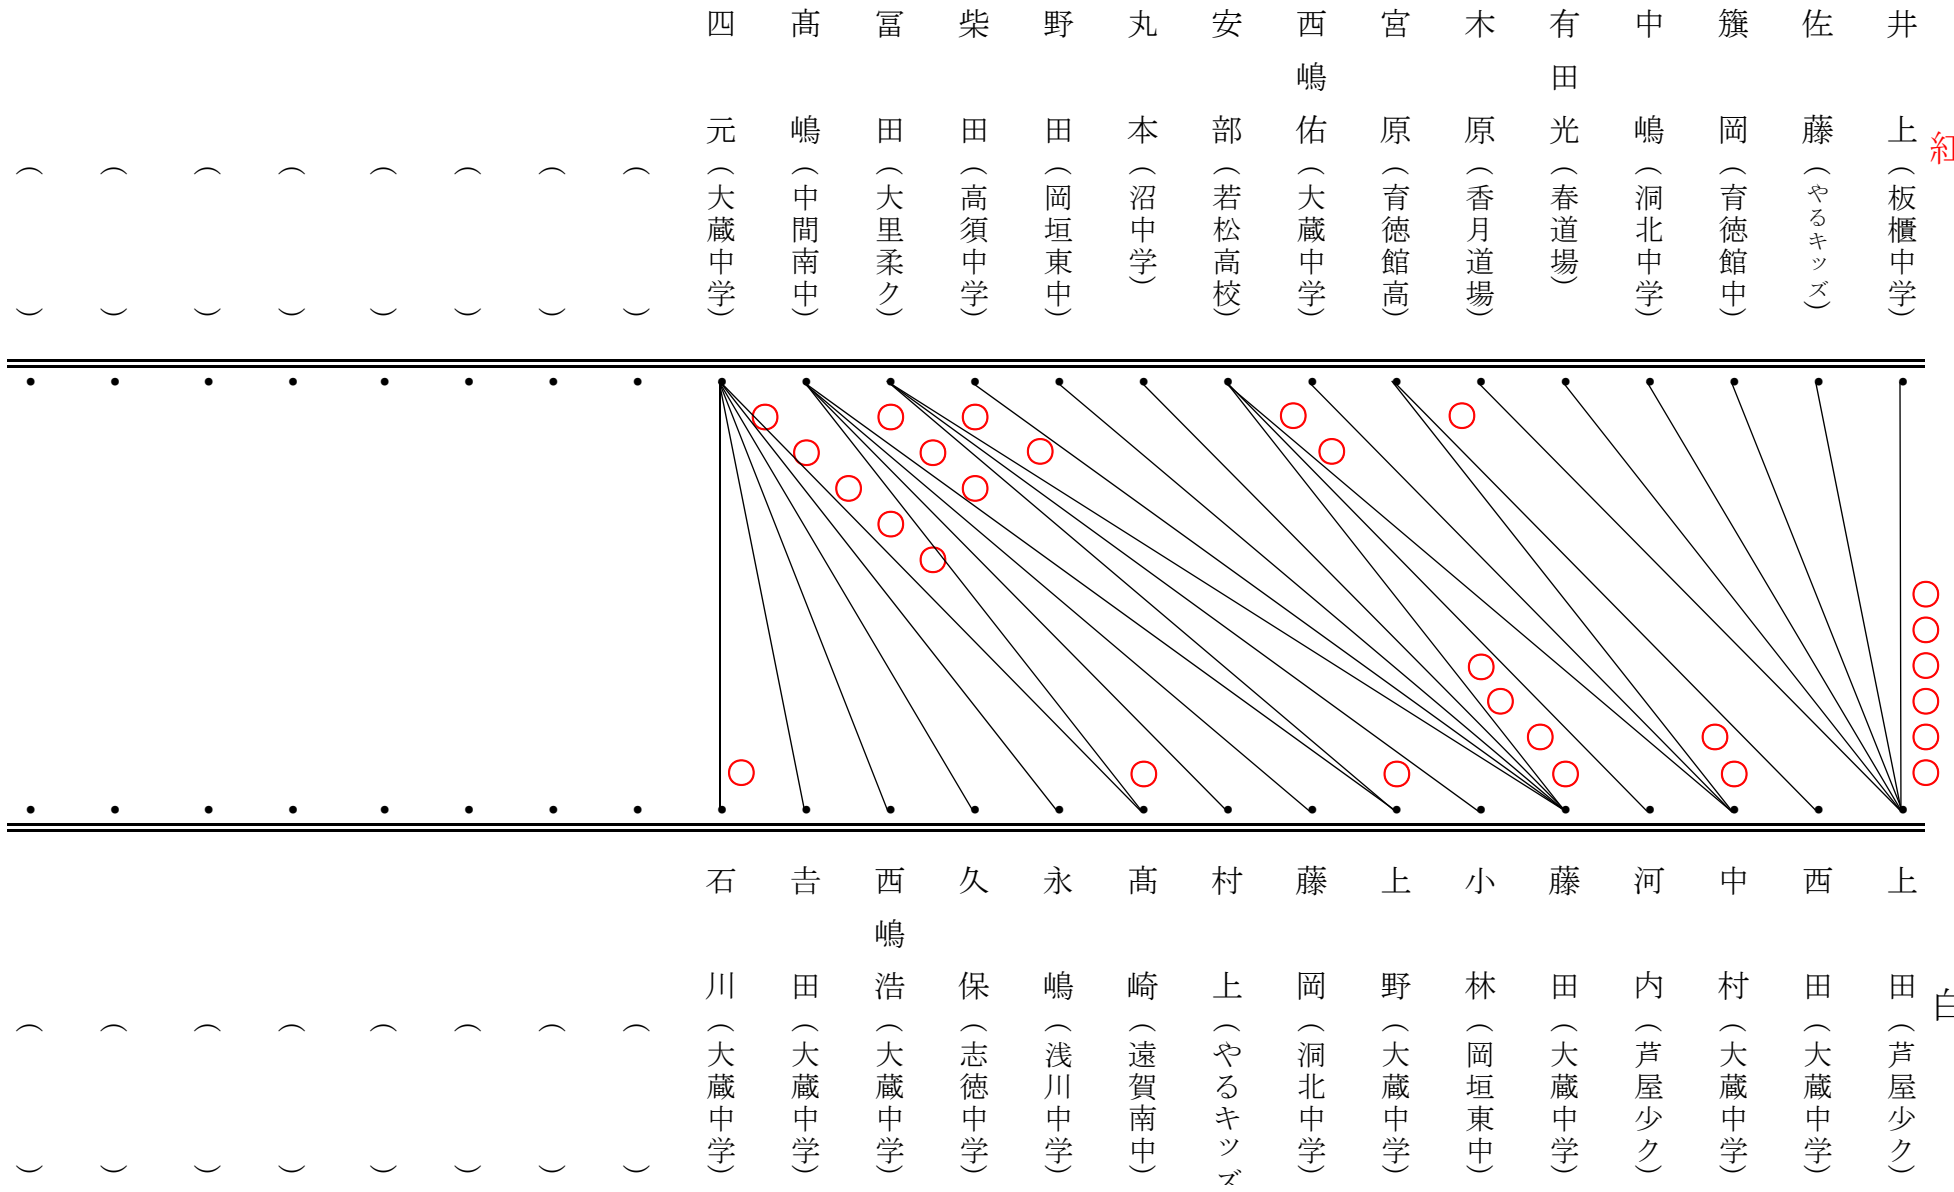 紅
井上（板櫃中学）
佐藤（やるキッズ）
籏岡（育徳館中）
中嶋（洞北中学）
有田光（春道場）
木原（香月道場）
宮原（育徳館高）
西嶋佑（大蔵中学）
安部（若松高校）
丸本（沼中学）
野田（岡垣東中）
柴田（高須中学）
冨田（大里柔ク）
髙嶋（中間南中）
四元（大蔵中学）
（　）
（　）
（　）
（　）
（　）
（　）
（　）
（　）
白
上田（芦屋少ク）
西田（大蔵中学）
中村（大蔵中学）
河内（芦屋少ク）
藤田（大蔵中学）
小林（岡垣東中）
上野（大蔵中学）
藤岡（洞北中学）
村上（やるキッズ
髙崎（遠賀南中）
永嶋（浅川中学）
久保（志徳中学）
西嶋浩（大蔵中学）
𠮷田（大蔵中学）
石川（大蔵中学）
（　）
（　）
（　）
（　）
（　）
（　）
（　）
（　）